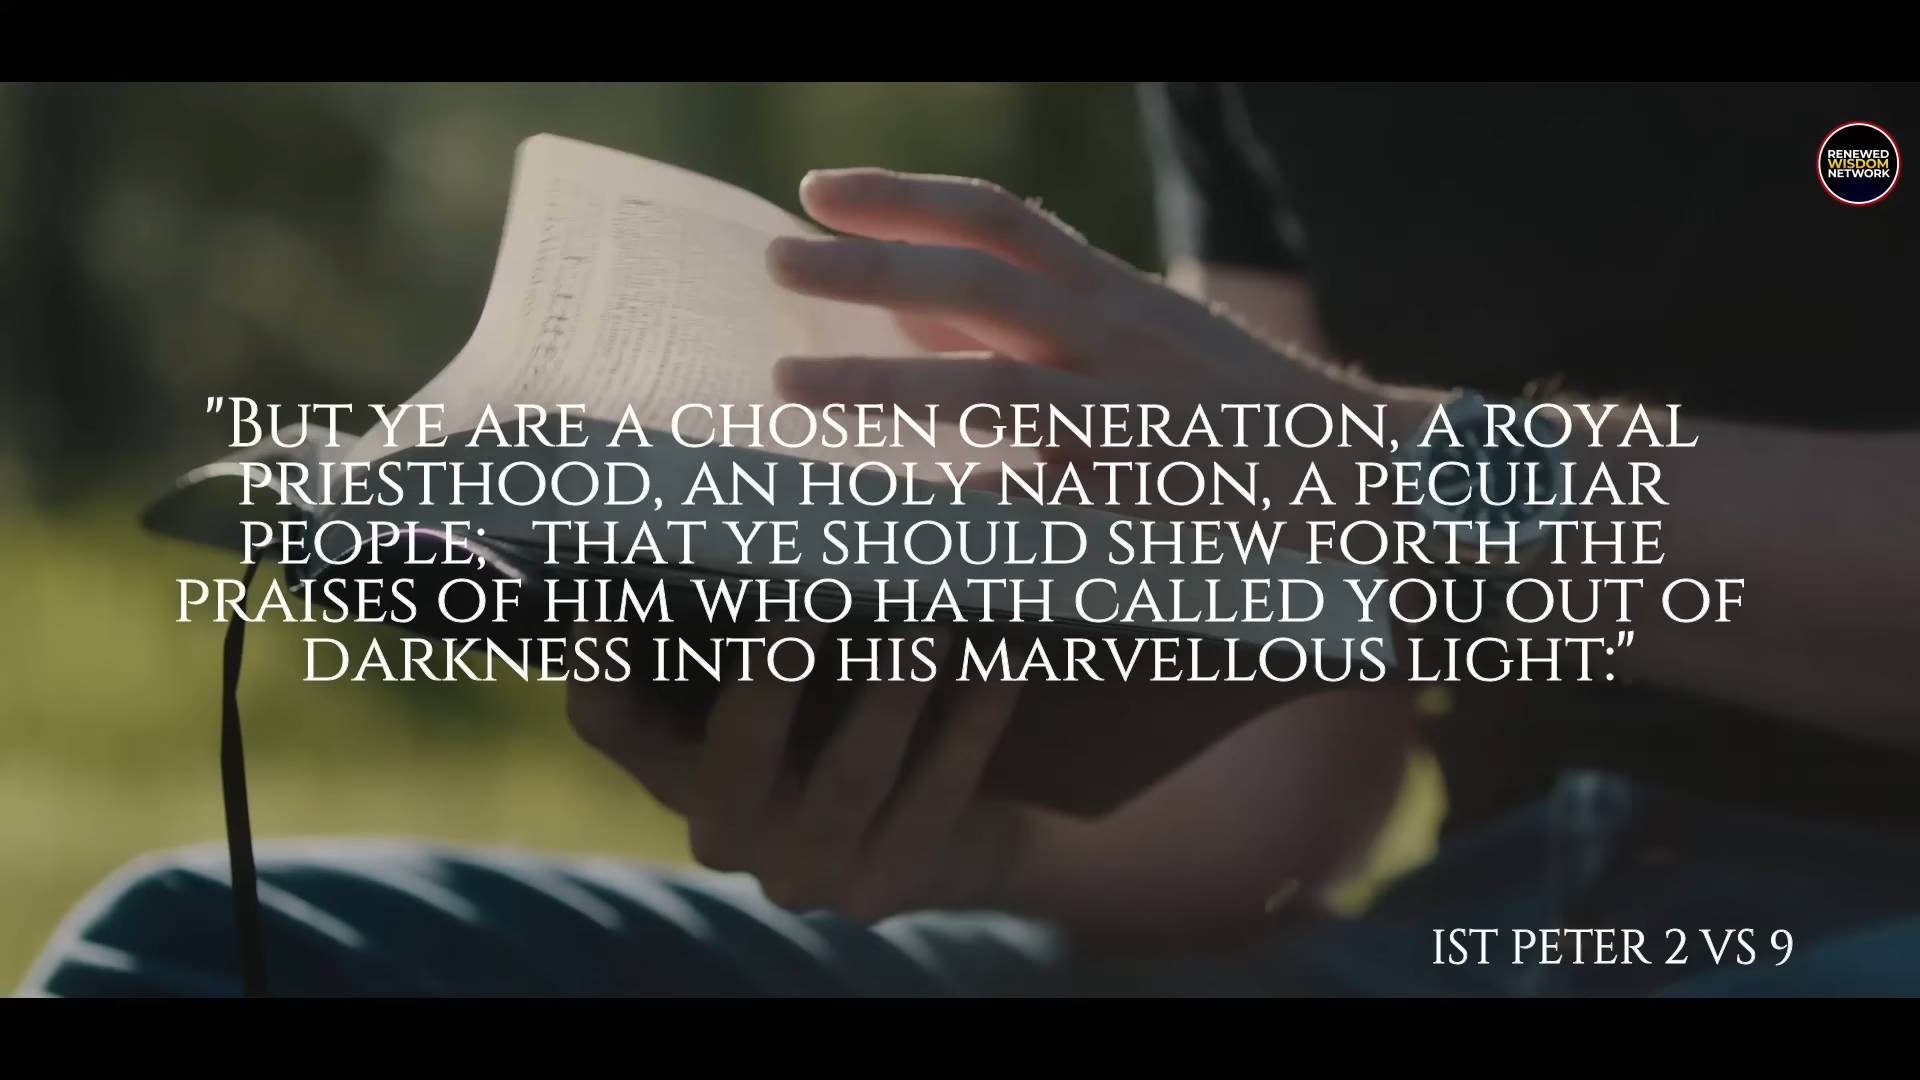 RENEWED
WISDOM
NETWORK
"BUT YE ARE A CHOSEN GENERATION, A ROYAL
PRIESTHOOD, AN HOLY NATION, A PECULIAR
PEOPLE; THAT YE SHOULD SHEW FORTH THE
PRAISES OF HIM WHO HATH CALLED YOU OUT OF
DARKNESS INTO HIS MARVELLOUS LIGHT:"
IST PETER 2 VS 9